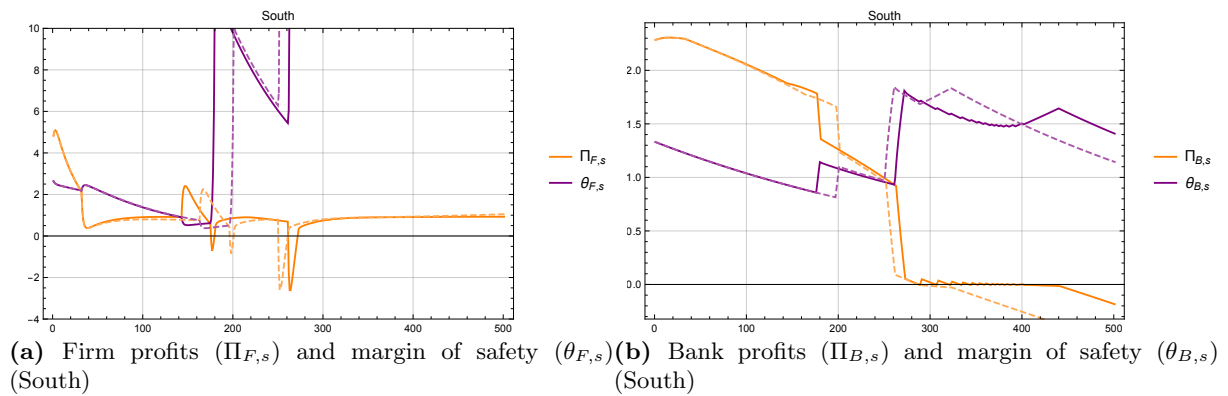 South
10
8
6
4
2
0
−2
−4
0
100
200
300
400
500
Π_{F,s}
θ_{F,s}
South
2.0
1.5
1.0
0.5
0.0
0
100
200
300
400
500
Π_{B,s}
θ_{B,s}
(a) Firm profits (Π_{F,s}) and margin of safety (θ_{F,s})
(South)
(b) Bank profits (Π_{B,s}) and margin of safety (θ_{B,s})
(South)